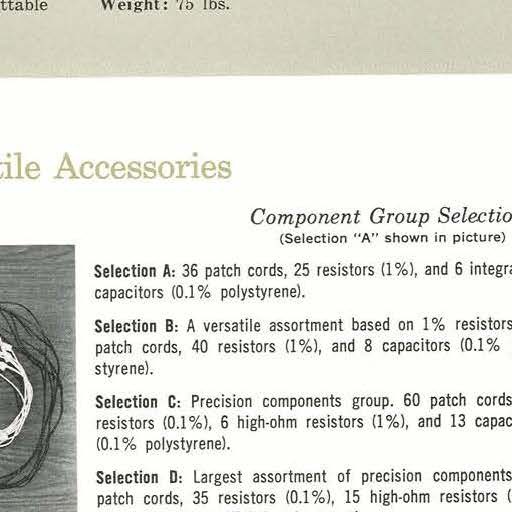 ttable Weight: 75 lbs.
tile Accessories
Component Group Selectio
(Selection "A" shown in picture)
Selection A: 36 patch cords, 25 resistors (1%), and 6 integra
capacitors (0.1% polystyrene).
Selection B: A versatile assortment based on 1% resistors
patch cords, 40 resistors (1%), and 8 capacitors (0.1%
styrene).
Selection C: Precision components group. 60 patch cords
resistors (0.1%), 6 high-ohm resistors (1%), and 13 capac
(0.1% polystyrene).
Selection D: Largest assortment of precision components
patch cords, 35 resistors (0.1%), 15 high-ohm resistors (